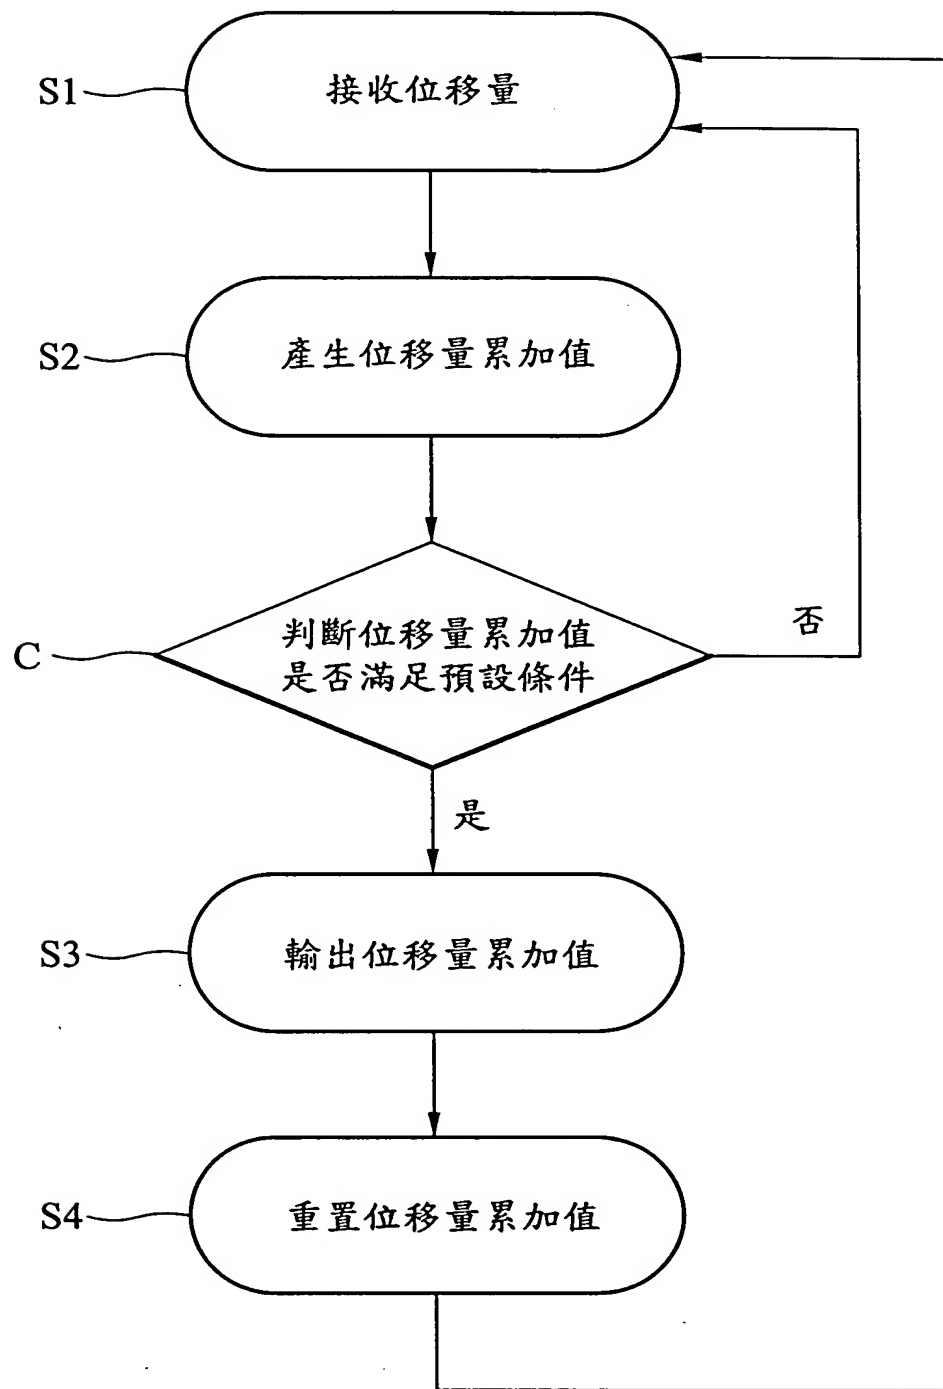 S1
接收位移量
S2
產生位移量累加值
C
判斷位移量累加值
是否滿足預設條件
否
是
S3
輸出位移量累加值
S4
重置位移量累加值